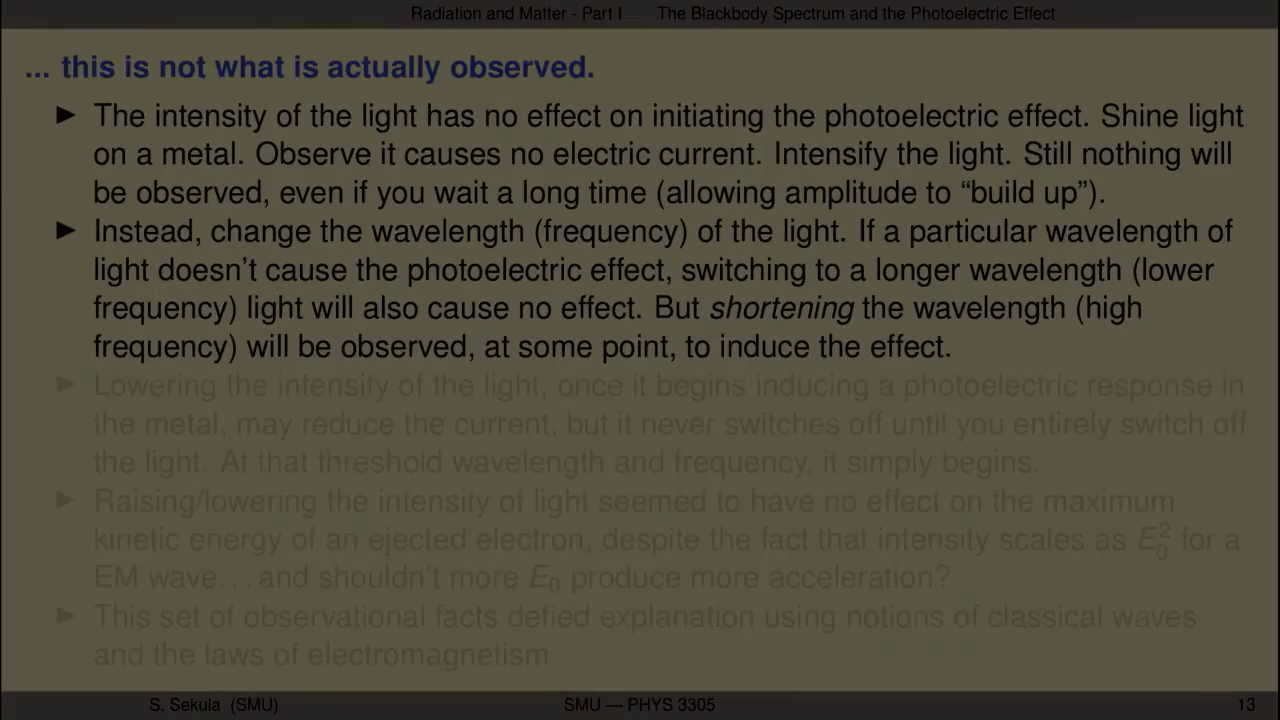 Radiation and Matter - Part I The Blackbody Spectrum and the Photoelectric Effect
... this is not what is actually observed.
► The intensity of the light has no effect on initiating the photoelectric effect. Shine light
on a metal. Observe it causes no electric current. Intensify the light. Still nothing will
be observed, even if you wait a long time (allowing amplitude to “build up”).
► Instead, change the wavelength (frequency) of the light. If a particular wavelength of
light doesn’t cause the photoelectric effect, switching to a longer wavelength (lower
frequency) light will also cause no effect. But shortening the wavelength (high
frequency) will be observed, at some point, to induce the effect.
► Lowering the intensity of the light, once it begins inducing a photoelectric response in
the metal, may reduce the current, but it never switches off until you entirely switch off
the light. At that threshold wavelength and frequency, it simply begins.
► Raising/lowering the intensity of light seemed to have no effect on the maximum
kinetic energy of an ejected electron, despite the fact that intensity scales as E₀² for a
EM wave...and shouldn’t more E₀ produce more acceleration?
► This set of observational facts defied explanation using notions of classical waves
and the laws of electromagnetism
S. Sekula (SMU) SMU — PHYS 3305 13